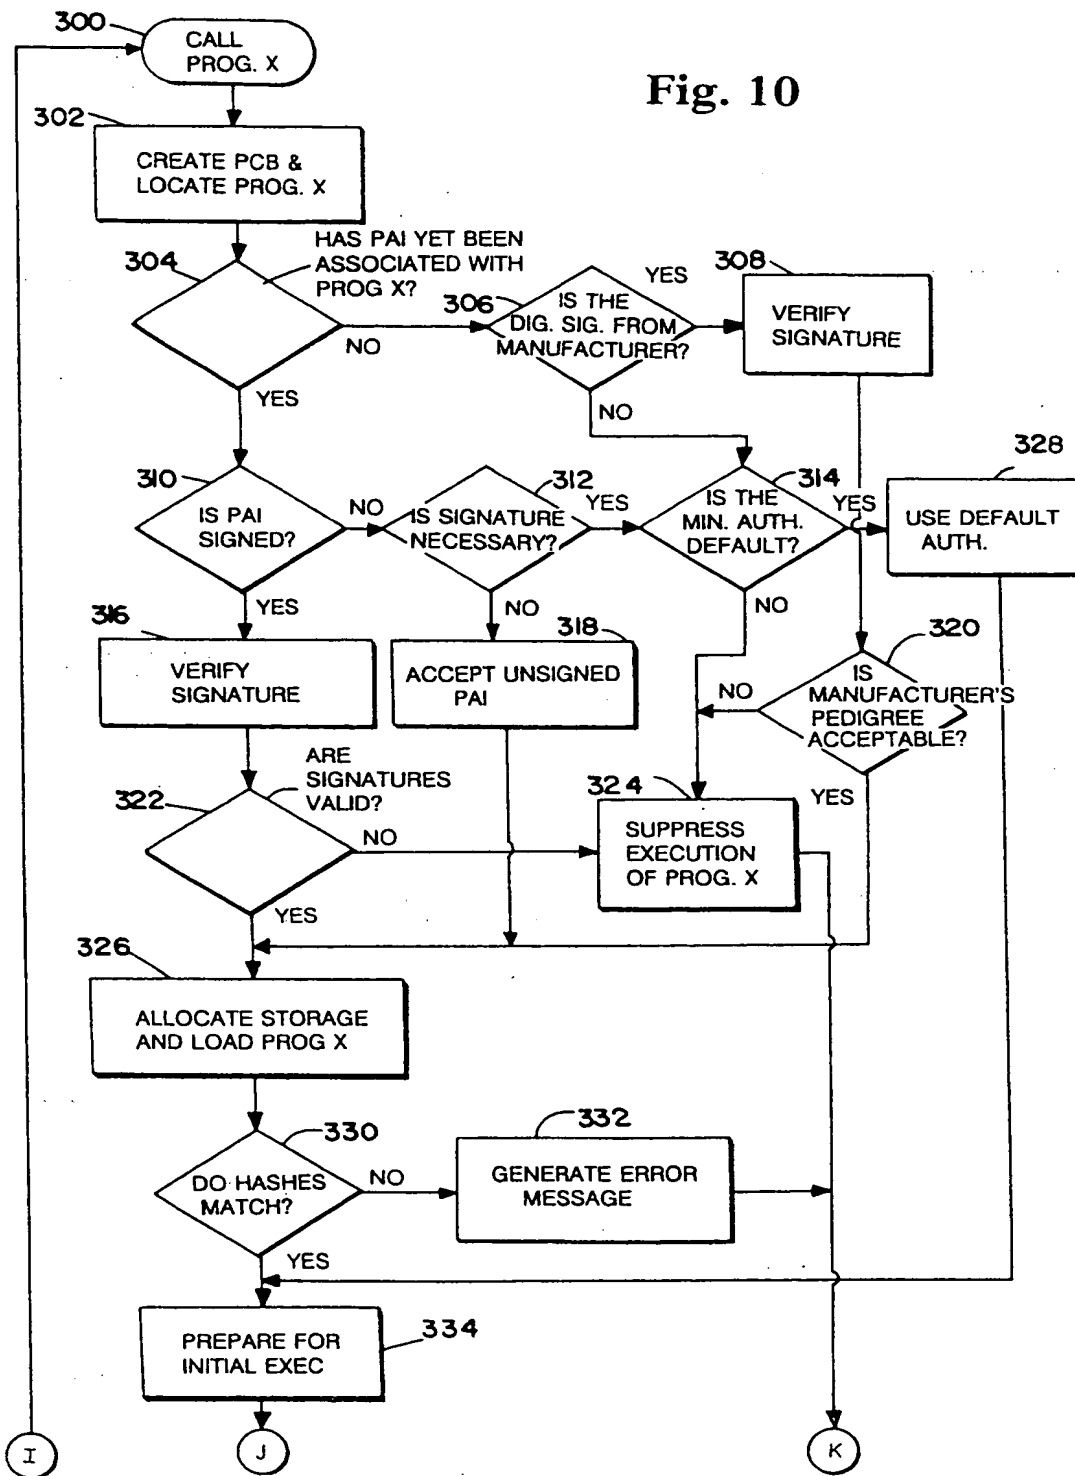 300
CALL
PROG. X
Fig. 10
302
CREATE PCB &
LOCATE PROG. X
304
HAS PAI YET BEEN
ASSOCIATED WITH
PROG X?
NO
YES
306
IS THE
DIG. SIG. FROM
MANUFACTURER?
YES
NO
308
VERIFY
SIGNATURE
310
IS PAI
SIGNED?
NO
YES
312
IS SIGNATURE
NECESSARY?
YES
NO
314
IS THE
MIN. AUTH.
DEFAULT?
YES
NO
328
USE DEFAULT
AUTH.
316
VERIFY
SIGNATURE
318
ACCEPT UNSIGNED
PAI
320
IS
MANUFACTURER'S
PEDIGREE
ACCEPTABLE?
NO
YES
322
ARE
SIGNATURES
VALID?
NO
YES
324
SUPPRESS
EXECUTION
OF PROG. X
326
ALLOCATE STORAGE
AND LOAD PROG X
330
DO HASHES
MATCH?
NO
YES
332
GENERATE ERROR
MESSAGE
334
PREPARE FOR
INITIAL EXEC
I
J
K